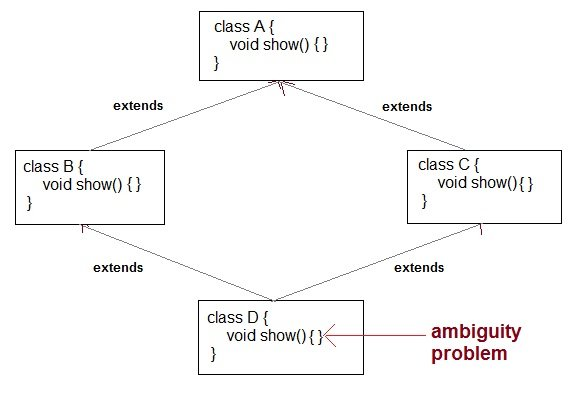 class A {
void show() { }
}
extends
extends
class B {
void show() { }
}
class C {
void show(){ }
}
extends
extends
class D {
void show(){ }
}
ambiguity
problem